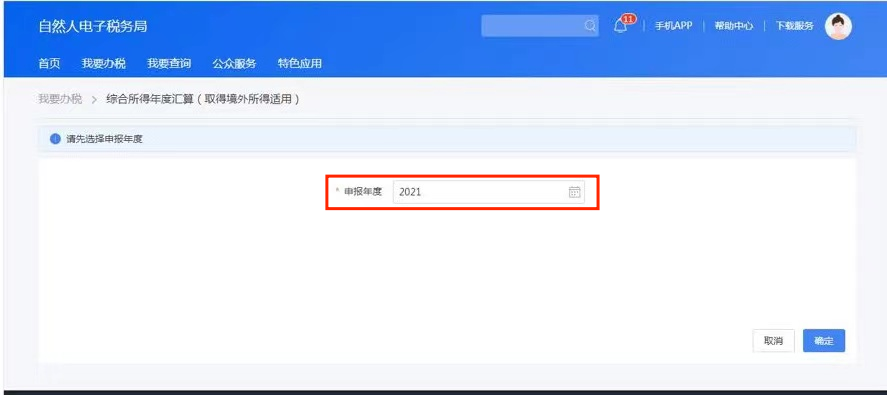 自然人电子税务局
11
手机APP
帮助中心
下载服务
首页 我要办税 我要查询 公众服务 特色应用
我要办税 > 综合所得年度汇算（取得境外所得适用）
请先选择申报年度
* 申报年度 2021
取消 确定